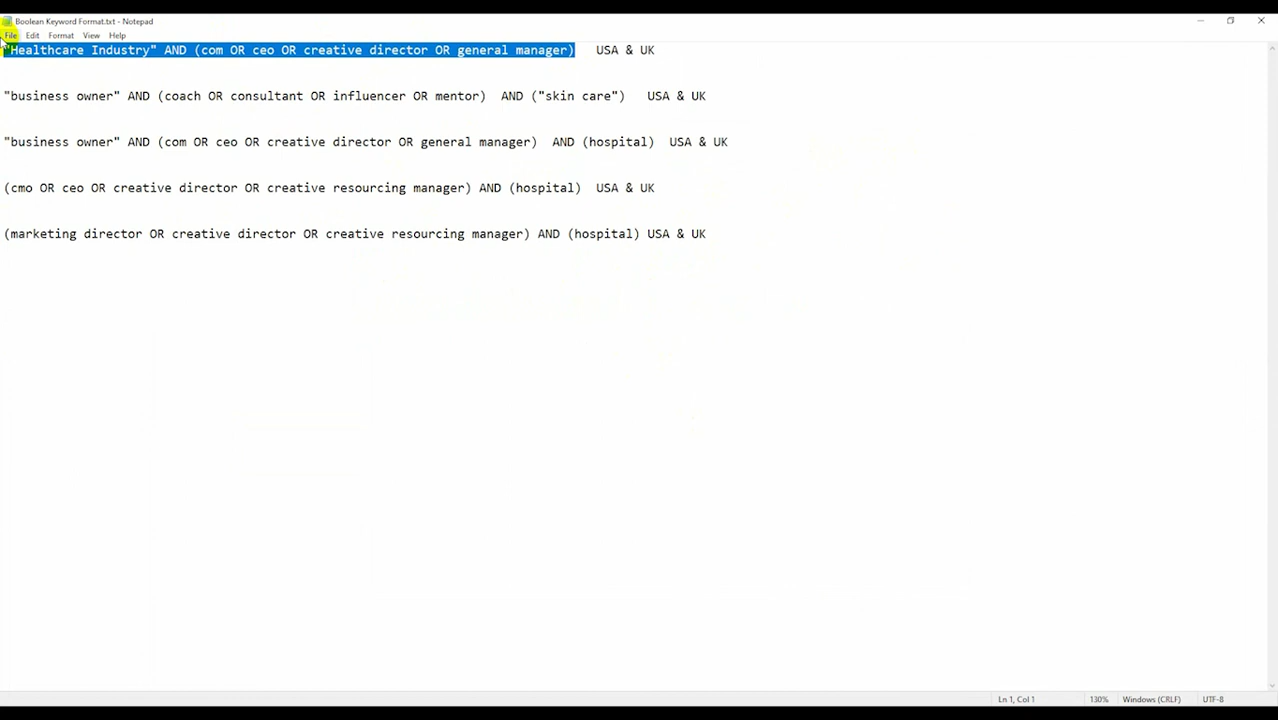 Boolean Keyword Format.txt - Notepad
File Edit Format View Help
"Healthcare Industry" AND (com OR ceo OR creative director OR general manager)   USA & UK
"business owner" AND (coach OR consultant OR influencer OR mentor)  AND ("skin care")   USA & UK
"business owner" AND (com OR ceo OR creative director OR general manager)  AND (hospital)  USA & UK
(cmo OR ceo OR creative director OR creative resourcing manager) AND (hospital)  USA & UK
(marketing director OR creative director OR creative resourcing manager) AND (hospital) USA & UK
Ln 1, Col 1 130% Windows (CRLF) UTF-8